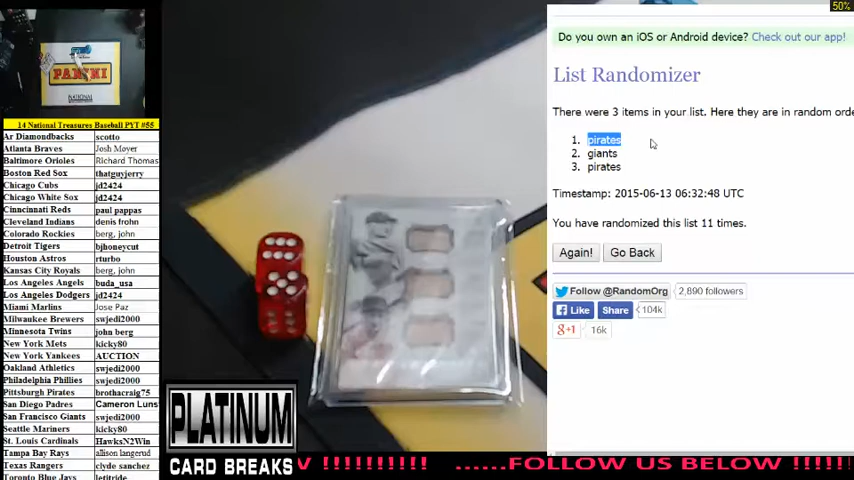 50%
Do you own an iOS or Android device? Check out our app!
List Randomizer
There were 3 items in your list. Here they are in random orde
1. pirates
2. giants
3. pirates
Timestamp: 2015-06-13 06:32:48 UTC
You have randomized this list 11 times.
Again! Go Back
Follow @RandomOrg 2,890 followers
Like Share 104k
g+1 16k
PANINI
NATIONAL
14 National Treasures Baseball PYT #55
Ar Diamondbacks scotto
Atlanta Braves Josh Moyer
Baltimore Orioles Richard Thomas
Boston Red Sox thatguyjerry
Chicago Cubs jd2424
Chicago White Sox jd2424
Cinncinnati Reds paul pappas
Cleveland Indians denis frohn
Colorado Rockies berg, john
Detroit Tigers bjhoneycut
Houston Astros rturbo
Kansas City Royals berg, john
Los Angeles Angels buda_usa
Los Angeles Dodgers jd2424
Miami Marlins Jose Paz
Milwaukee Brewers swjedi2000
Minnesota Twins john berg
New York Mets kicky80
New York Yankees AUCTION
Oakland Athletics swjedi2000
Philadelphia Phillies swjedi2000
Pittsburgh Pirates brothacraig75
San Diego Padres Cameron Luns
San Francisco Giants swjedi2000
Seattle Mariners kicky80
St. Louis Cardinals HawksN2Win
Tampa Bay Rays allison langerud
Texas Rangers clyde sanchez
Toronto Blue Jays letitride
PLATINUM
CARD BREAKS
V !!!!!!!!!! ......FOLLOW US BELOW !!!!!!